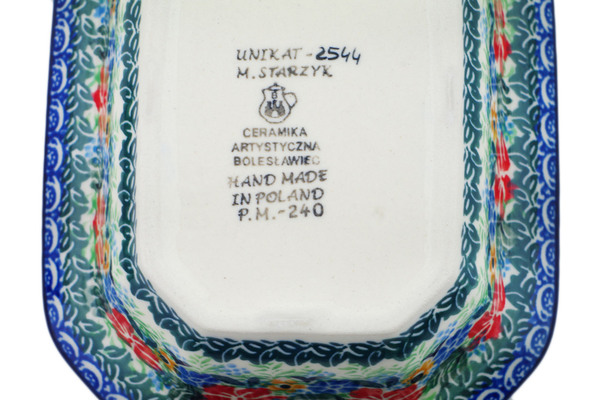 UNIKAT-2544
M. STARZYK
CERAMIKA
ARTYSTYCZNA
BOLESŁAWIEC
HAND MADE
IN POLAND
P.M.-240